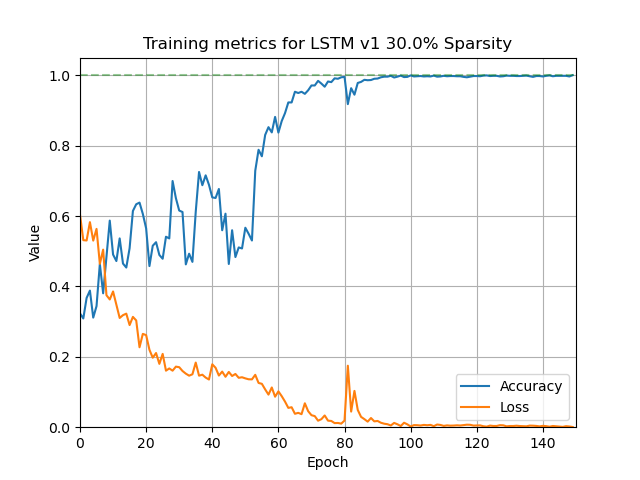 Training metrics for LSTM v1 30.0% Sparsity
1.0
0.8
0.6
0.4
0.2
0.0
Value
0 20 40 60 80 100 120 140
Epoch
Accuracy
Loss